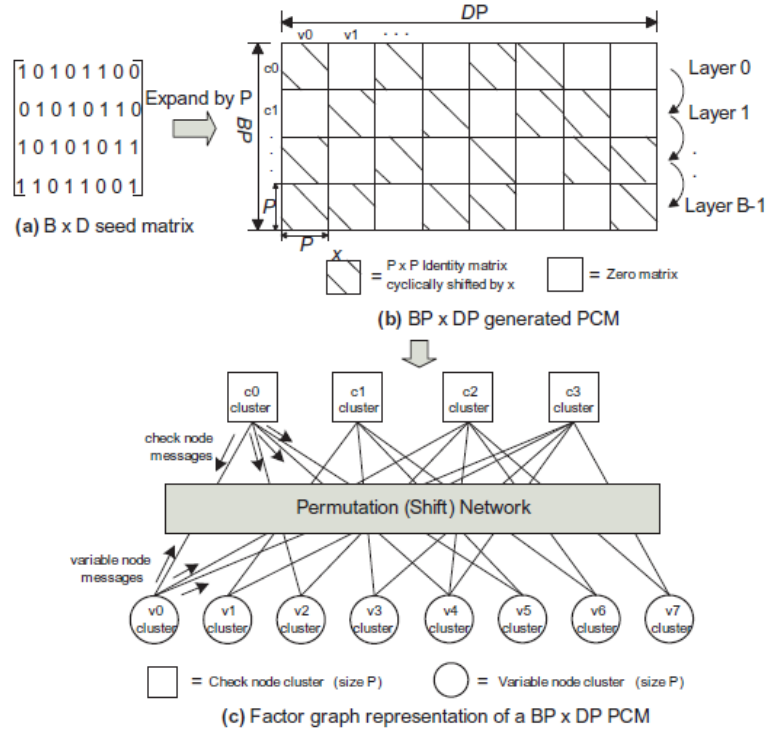 DP
v0 v1 . . .
1 0 1 0 1 1 0 0
0 1 0 1 0 1 1 0
1 0 1 0 1 0 1 1
1 1 0 1 1 0 0 1
Expand by P
(a) B x D seed matrix
BP
c0
c1
.
.
.
P
P
Layer 0
Layer 1
.
.
Layer B-1
x
= P x P Identity matrix
cyclically shifted by x
= Zero matrix
(b) BP x DP generated PCM
c0
cluster
c1
cluster
c2
cluster
c3
cluster
check node
messages
Permutation (Shift) Network
variable node
messages
v0
cluster
v1
cluster
v2
cluster
v3
cluster
v4
cluster
v5
cluster
v6
cluster
v7
cluster
= Check node cluster (size P)
= Variable node cluster (size P)
(c) Factor graph representation of a BP x DP PCM